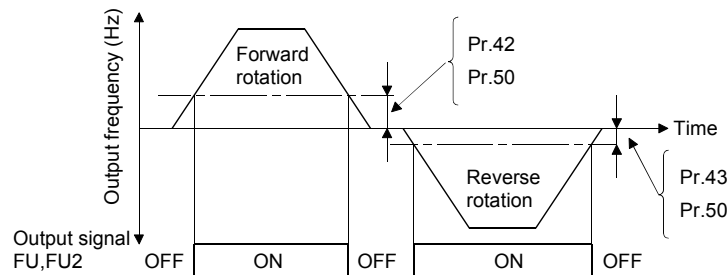 Output frequency (Hz)
Forward
rotation
Pr.42
Pr.50
Time
Reverse
rotation
Pr.43
Pr.50
Output signal
FU,FU2
OFF
ON
OFF
ON
OFF